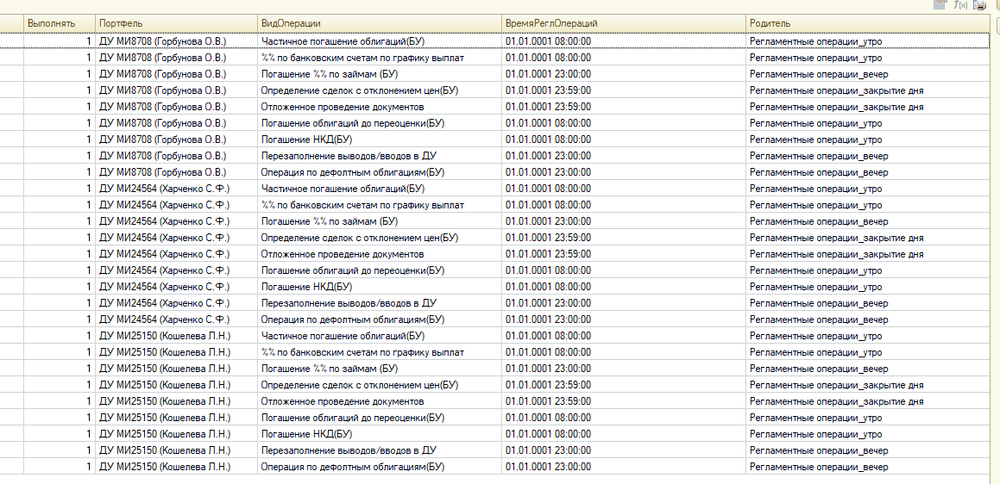 Выполнять Портфель ВидОперации ВремяРеглОпераций Родитель
1 ДУ МИ8708 (Горбунова О.В.) Частичное погашение облигаций(БУ) 01.01.0001 08:00:00 Регламентные операции_утро
1 ДУ МИ8708 (Горбунова О.В.) %% по банковским счетам по графику выплат 01.01.0001 08:00:00 Регламентные операции_утро
1 ДУ МИ8708 (Горбунова О.В.) Погашение %% по займам (БУ) 01.01.0001 23:00:00 Регламентные операции_вечер
1 ДУ МИ8708 (Горбунова О.В.) Определение сделок с отклонением цен(БУ) 01.01.0001 23:59:00 Регламентные операции_закрытие дня
1 ДУ МИ8708 (Горбунова О.В.) Отложенное проведение документов 01.01.0001 23:59:00 Регламентные операции_закрытие дня
1 ДУ МИ8708 (Горбунова О.В.) Погашение облигаций до переоценки(БУ) 01.01.0001 08:00:00 Регламентные операции_утро
1 ДУ МИ8708 (Горбунова О.В.) Погашение НКД(БУ) 01.01.0001 08:00:00 Регламентные операции_утро
1 ДУ МИ8708 (Горбунова О.В.) Перезаполнение выводов/вводов в ДУ 01.01.0001 23:00:00 Регламентные операции_вечер
1 ДУ МИ8708 (Горбунова О.В.) Операция по дефолтным облигациям(БУ) 01.01.0001 23:00:00 Регламентные операции_вечер
1 ДУ МИ24564 (Харченко С.Ф.) Частичное погашение облигаций(БУ) 01.01.0001 08:00:00 Регламентные операции_утро
1 ДУ МИ24564 (Харченко С.Ф.) %% по банковским счетам по графику выплат 01.01.0001 08:00:00 Регламентные операции_утро
1 ДУ МИ24564 (Харченко С.Ф.) Погашение %% по займам (БУ) 01.01.0001 23:00:00 Регламентные операции_вечер
1 ДУ МИ24564 (Харченко С.Ф.) Определение сделок с отклонением цен(БУ) 01.01.0001 23:59:00 Регламентные операции_закрытие дня
1 ДУ МИ24564 (Харченко С.Ф.) Отложенное проведение документов 01.01.0001 23:59:00 Регламентные операции_закрытие дня
1 ДУ МИ24564 (Харченко С.Ф.) Погашение облигаций до переоценки(БУ) 01.01.0001 08:00:00 Регламентные операции_утро
1 ДУ МИ24564 (Харченко С.Ф.) Погашение НКД(БУ) 01.01.0001 08:00:00 Регламентные операции_утро
1 ДУ МИ24564 (Харченко С.Ф.) Перезаполнение выводов/вводов в ДУ 01.01.0001 23:00:00 Регламентные операции_вечер
1 ДУ МИ24564 (Харченко С.Ф.) Операция по дефолтным облигациям(БУ) 01.01.0001 23:00:00 Регламентные операции_вечер
1 ДУ МИ25150 (Кошелева Л.Н.) Частичное погашение облигаций(БУ) 01.01.0001 08:00:00 Регламентные операции_утро
1 ДУ МИ25150 (Кошелева Л.Н.) %% по банковским счетам по графику выплат 01.01.0001 08:00:00 Регламентные операции_утро
1 ДУ МИ25150 (Кошелева Л.Н.) Погашение %% по займам (БУ) 01.01.0001 23:00:00 Регламентные операции_вечер
1 ДУ МИ25150 (Кошелева Л.Н.) Определение сделок с отклонением цен(БУ) 01.01.0001 23:59:00 Регламентные операции_закрытие дня
1 ДУ МИ25150 (Кошелева Л.Н.) Отложенное проведение документов 01.01.0001 23:59:00 Регламентные операции_закрытие дня
1 ДУ МИ25150 (Кошелева Л.Н.) Погашение облигаций до переоценки(БУ) 01.01.0001 08:00:00 Регламентные операции_утро
1 ДУ МИ25150 (Кошелева Л.Н.) Погашение НКД(БУ) 01.01.0001 08:00:00 Регламентные операции_утро
1 ДУ МИ25150 (Кошелева Л.Н.) Перезаполнение выводов/вводов в ДУ 01.01.0001 23:00:00 Регламентные операции_вечер
1 ДУ МИ25150 (Кошелева Л.Н.) Операция по дефолтным облигациям(БУ) 01.01.0001 23:00:00 Регламентные операции_вечер